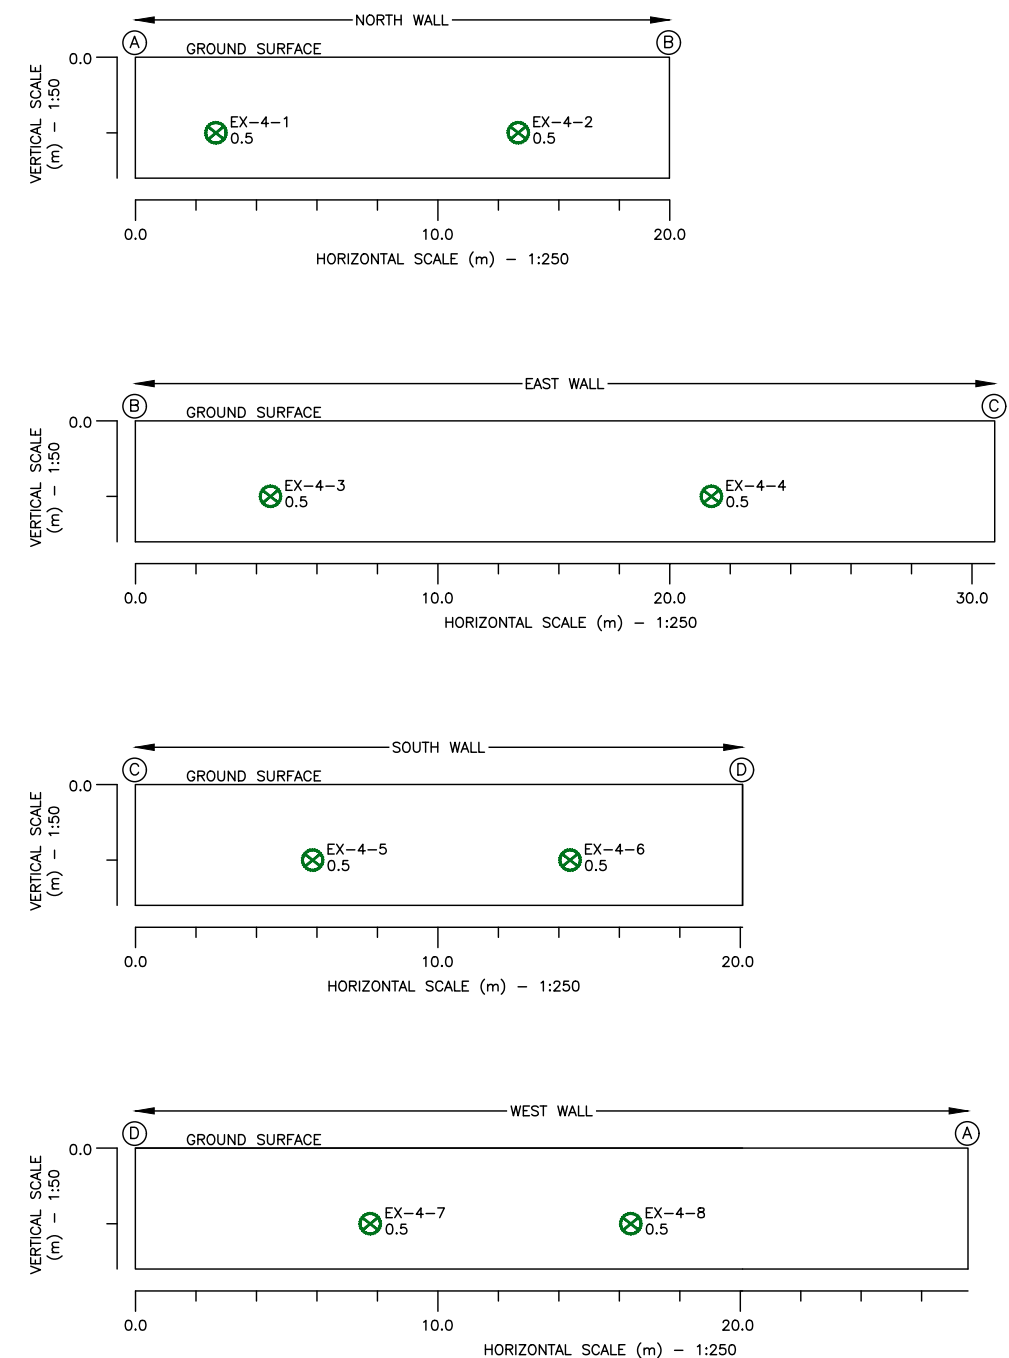 NORTH WALL
A
B
GROUND SURFACE
0.0
VERTICAL SCALE
(m) – 1:50
EX–4–1
0.5
EX–4–2
0.5
0.0
10.0
20.0
HORIZONTAL SCALE (m) – 1:250
EAST WALL
B
C
GROUND SURFACE
0.0
VERTICAL SCALE
(m) – 1:50
EX–4–3
0.5
EX–4–4
0.5
0.0
10.0
20.0
30.0
HORIZONTAL SCALE (m) – 1:250
SOUTH WALL
C
D
GROUND SURFACE
0.0
VERTICAL SCALE
(m) – 1:50
EX–4–5
0.5
EX–4–6
0.5
0.0
10.0
20.0
HORIZONTAL SCALE (m) – 1:250
WEST WALL
D
A
GROUND SURFACE
0.0
VERTICAL SCALE
(m) – 1:50
EX–4–7
0.5
EX–4–8
0.5
0.0
10.0
20.0
HORIZONTAL SCALE (m) – 1:250